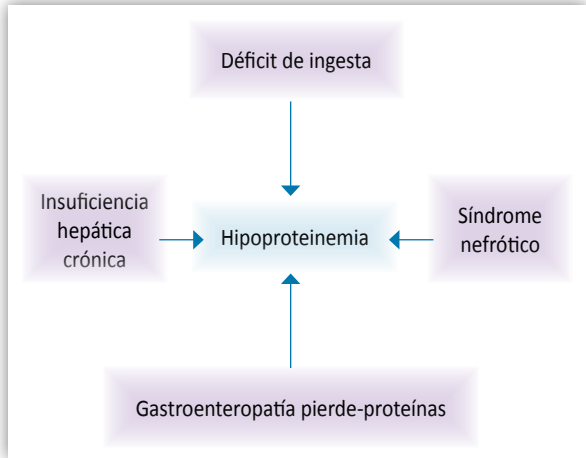 Déficit de ingesta
Insuficiencia
hepática
crónica
Hipoproteinemia
Síndrome
nefrótico
Gastroenteropatía pierde-proteínas